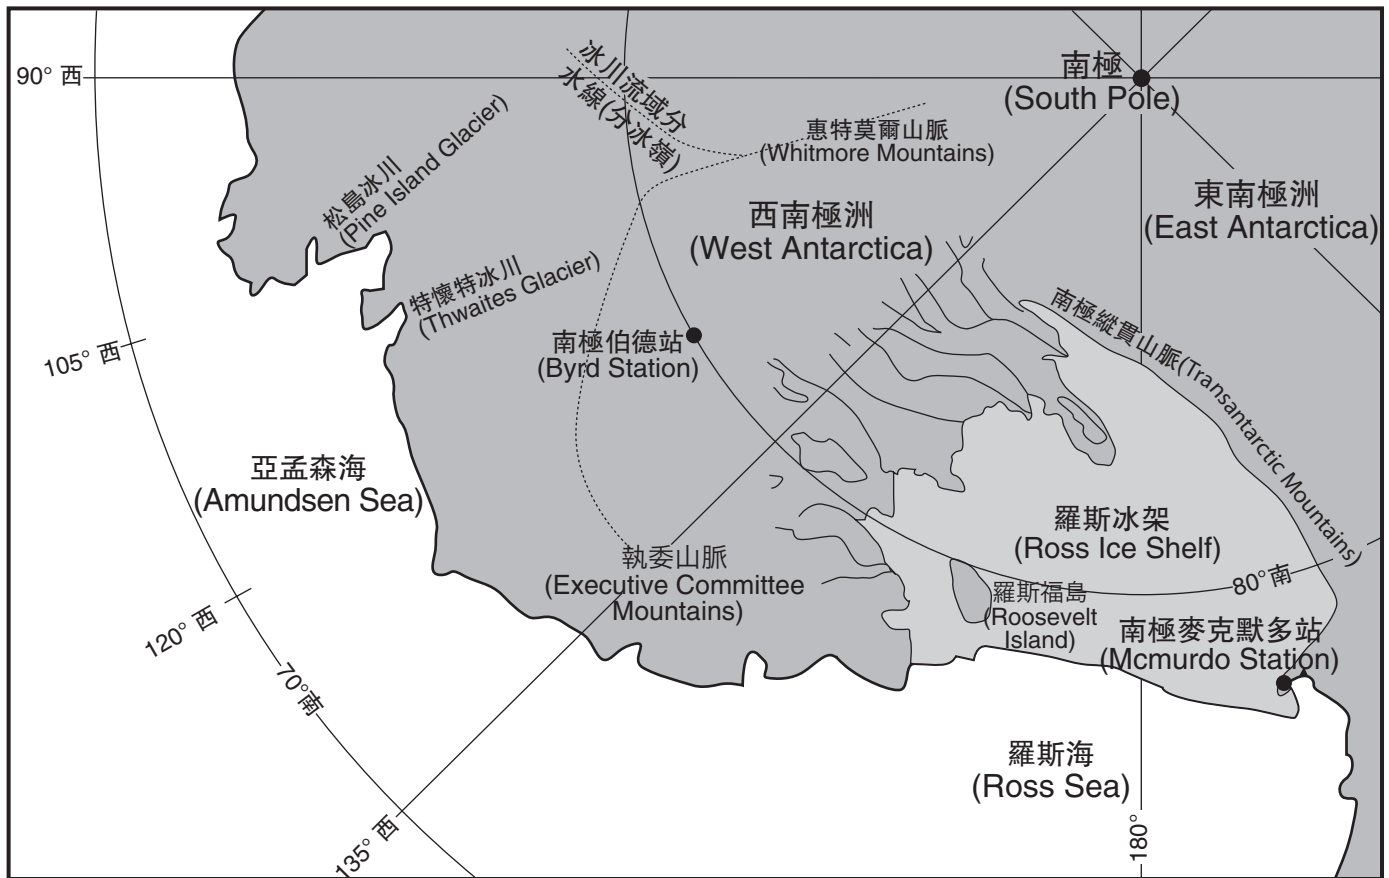 90° 西
冰川流域分
水線(分冰嶺)
南極
(South Pole)
惠特莫爾山脈
(Whitmore Mountains)
松島冰川
(Pine Island Glacier)
西南極洲
(West Antarctica)
東南極洲
(East Antarctica)
特懷特冰川
(Thwaites Glacier)
南極縱貫山脈(Transantarctic Mountains)
105° 西
南極伯德站
(Byrd Station)
亞孟森海
(Amundsen Sea)
羅斯冰架
(Ross Ice Shelf)
執委山脈
(Executive Committee
Mountains)
羅斯福島
(Roosevelt
Island)
80°南
120° 西
南極麥克默多站
(Mcmurdo Station)
70°南
羅斯海
(Ross Sea)
135° 西
180°